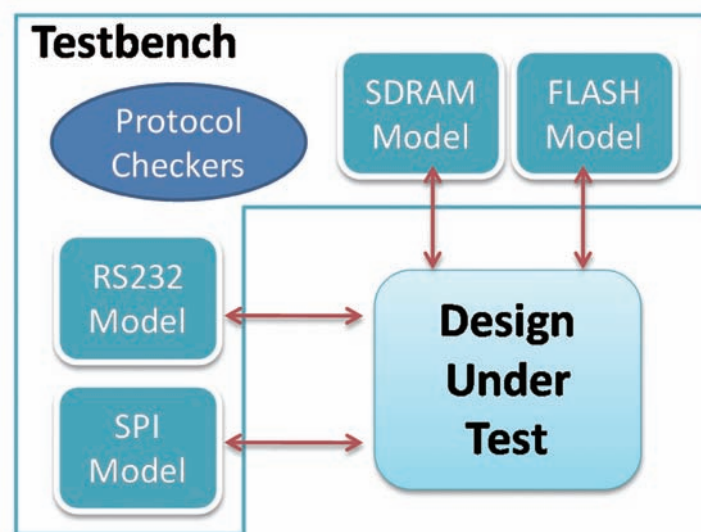 Testbench
Protocol
Checkers
SDRAM
Model
FLASH
Model
RS232
Model
SPI
Model
Design
Under
Test